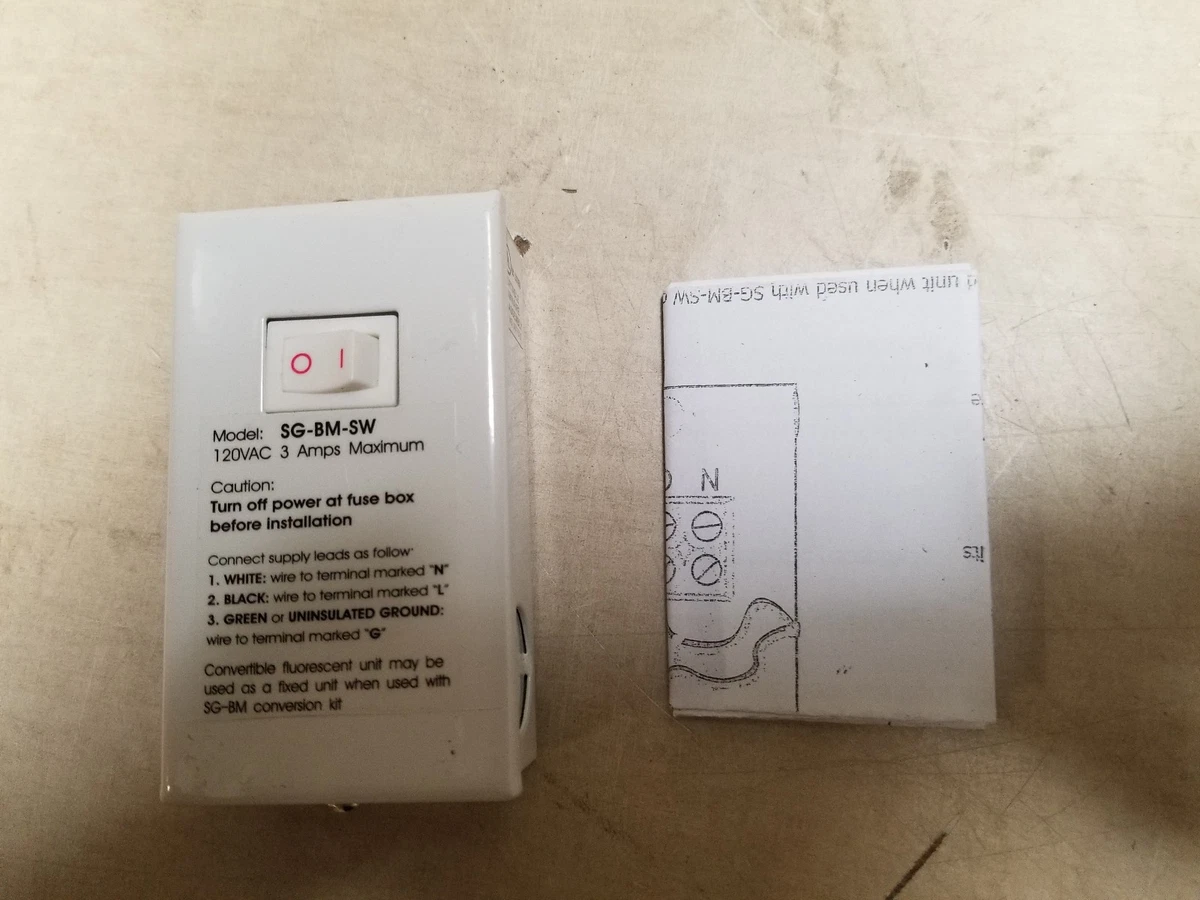 O I
Model: SG-BM-SW
120VAC 3 Amps Maximum
Caution:
Turn off power at fuse box
before installation
Connect supply leads as follow
1. WHITE: wire to terminal marked "N"
2. BLACK: wire to terminal marked "L"
3. GREEN or UNINSULATED GROUND:
wire to terminal marked "G"
Convertible fluorescent unit may be
used as a fixed unit when used with
SG-BM conversion kit
unit when used with SG-BM-SW
N